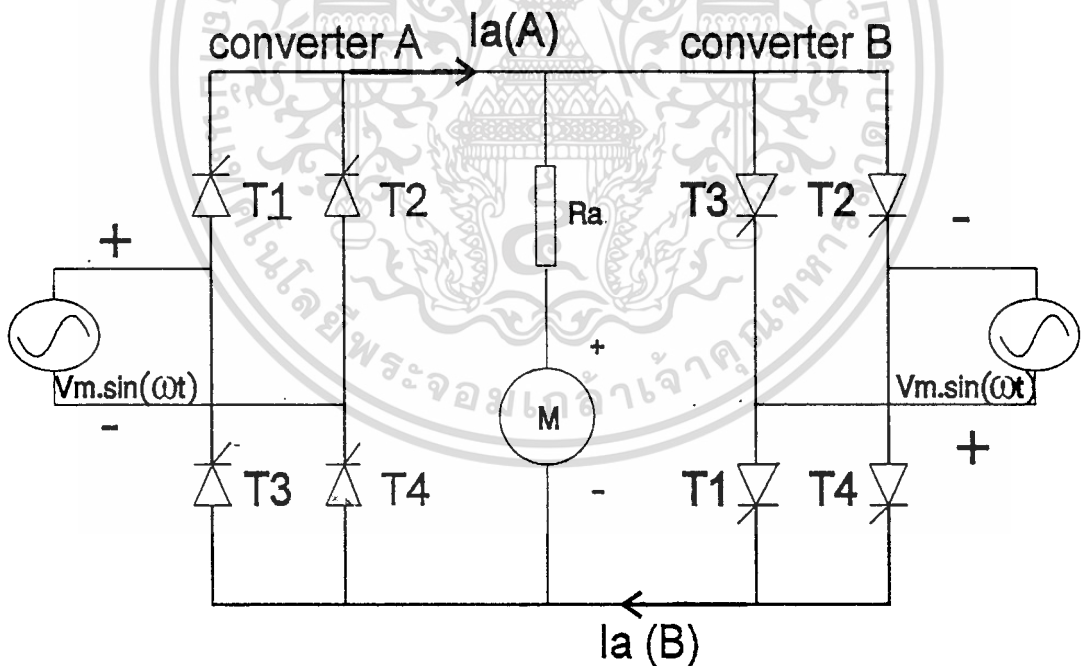 converter A Ia(A) converter B
T1 T2 Ra T3 T2
+ -
Vm.sin(ωt) Vm.sin(ωt)
- + M +
T3 T4 - T1 T4
Ia (B)